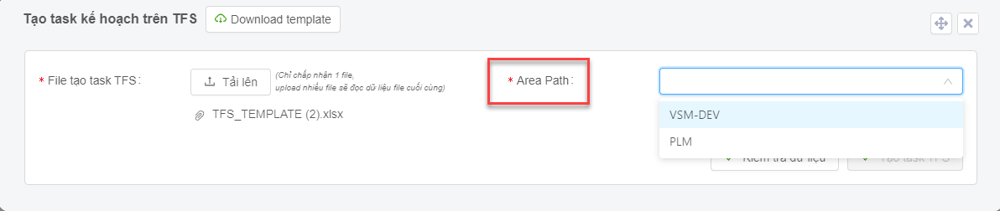 Tạo task kế hoạch trên TFS
Download template
* File tạo task TFS:
Tải lên
(Chỉ chấp nhận 1 file,
upload nhiều file sẽ đọc dữ liệu file cuối cùng)
TFS_TEMPLATE (2).xlsx
* Area Path:
VSM-DEV
PLM
Kiểm tra dữ liệu
Tạo task TFS